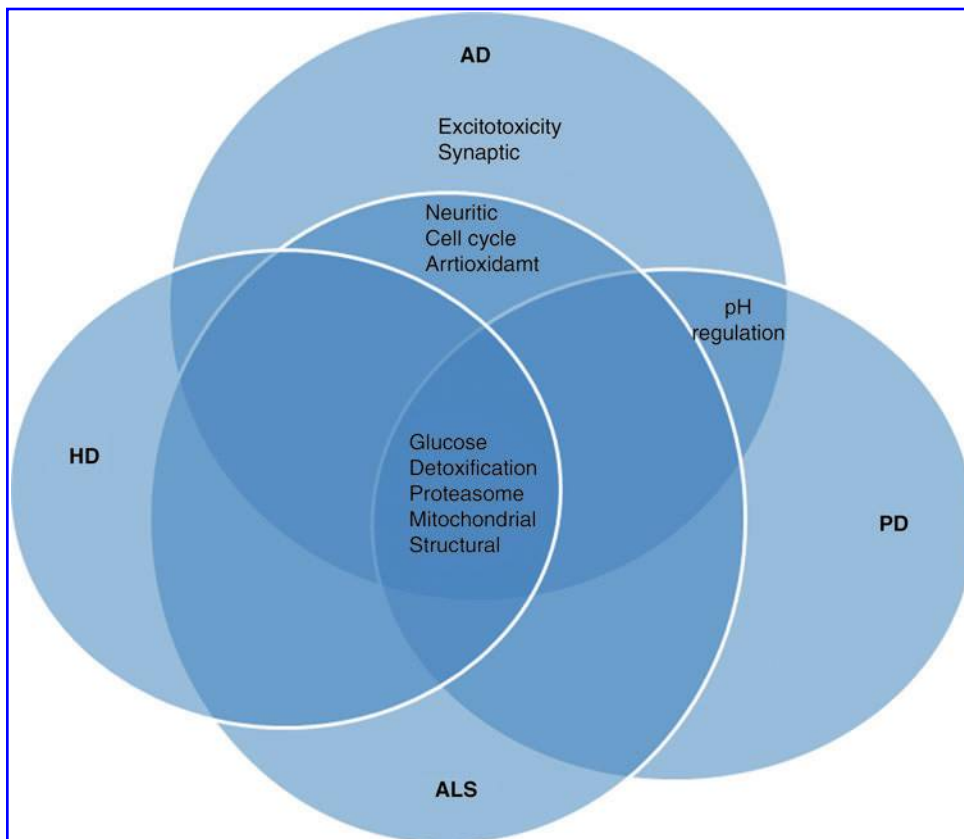 AD
Excitotoxicity
Synaptic
Neuritic
Cell cycle
Arrtioxidamt
pH
regulation
HD
Glucose
Detoxification
Proteasome
Mitochondrial
Structural
PD
ALS